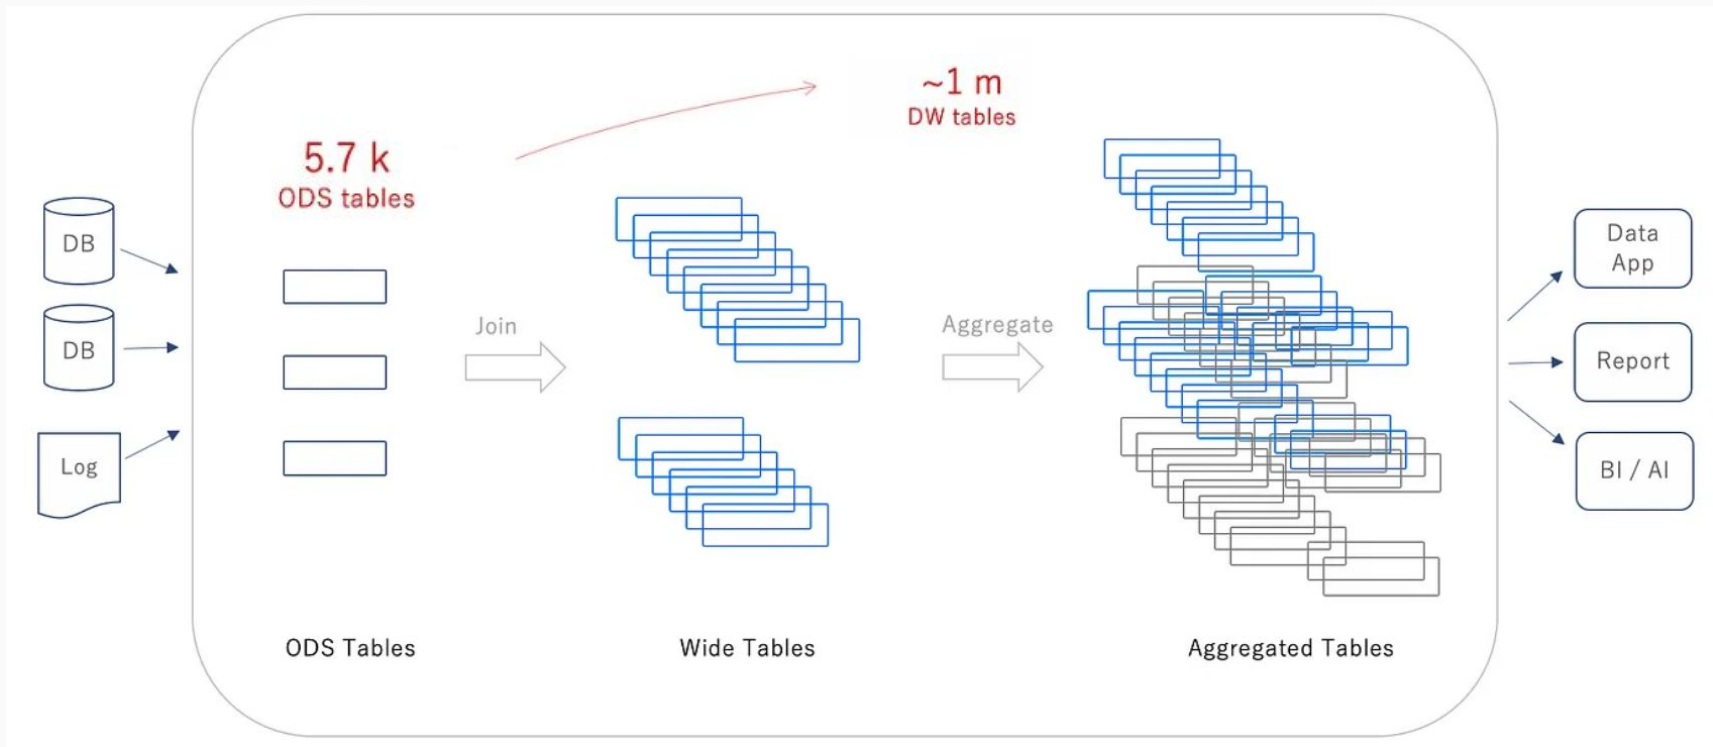 ~1 m
DW tables
5.7 k
ODS tables
DB
DB
Log
Join
Aggregate
Data
App
Report
BI / AI
ODS Tables
Wide Tables
Aggregated Tables